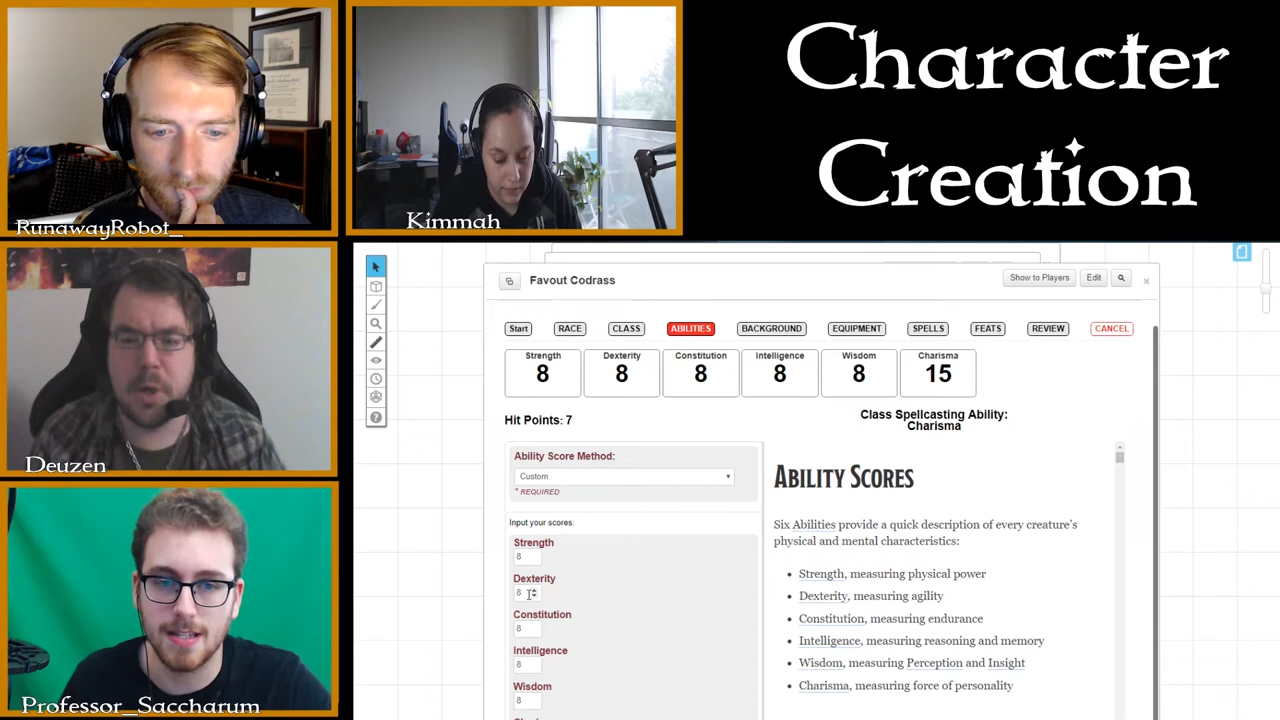 Character
Creation
RunawayRobot_
Kimmah
Deuzen
Professor_Saccharum
Favout Codrass
Show to Players
Edit
Start
RACE
CLASS
ABILITIES
BACKGROUND
EQUIPMENT
SPELLS
FEATS
REVIEW
CANCEL
Strength
8
Dexterity
8
Constitution
8
Intelligence
8
Wisdom
8
Charisma
15
Hit Points: 7
Class Spellcasting Ability:
Charisma
Ability Score Method:
Custom
* REQUIRED
Input your scores:
Strength
8
Dexterity
8
Constitution
8
Intelligence
8
Wisdom
8
ABILITY SCORES
Six Abilities provide a quick description of every creature's
physical and mental characteristics:
• Strength, measuring physical power
• Dexterity, measuring agility
• Constitution, measuring endurance
• Intelligence, measuring reasoning and memory
• Wisdom, measuring Perception and Insight
• Charisma, measuring force of personality